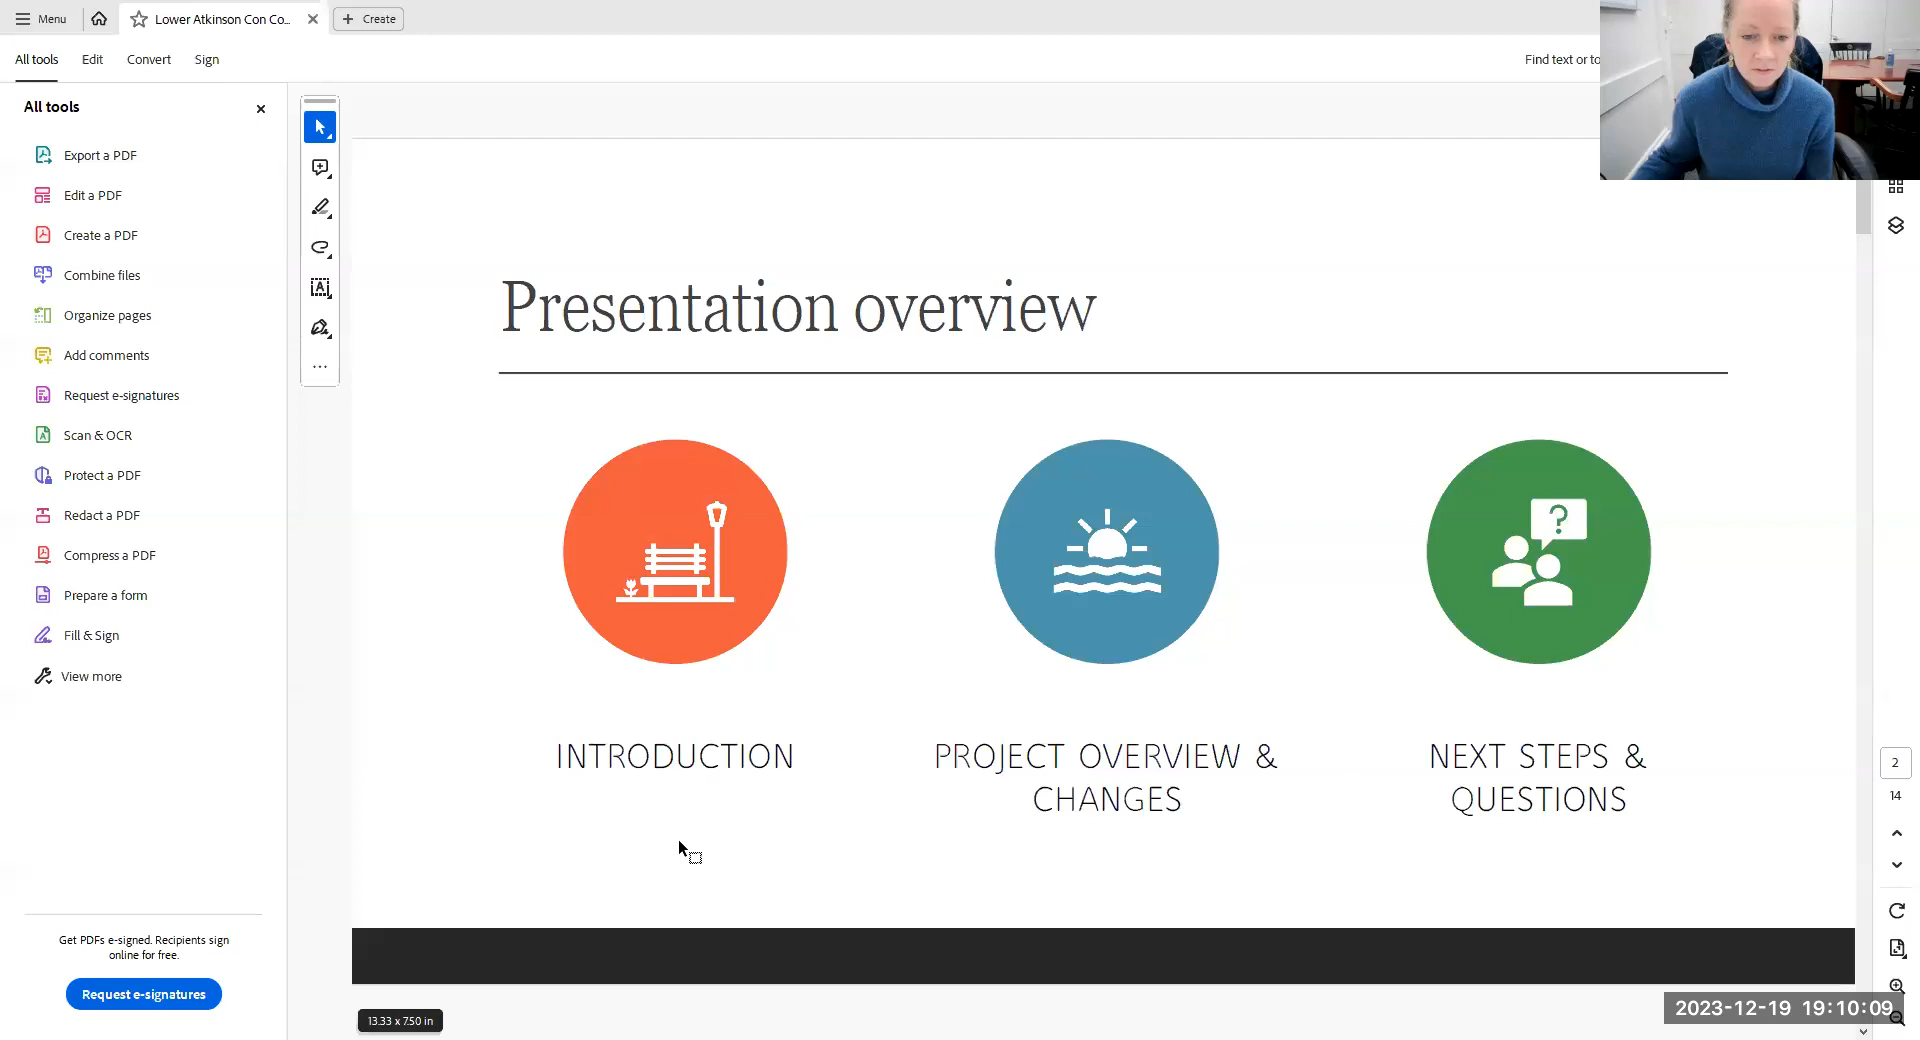 Menu
Lower Atkinson Con Co...
Create
All tools
Edit
Convert
Sign
Find text or to
All tools
Export a PDF
Edit a PDF
Create a PDF
Combine files
Organize pages
Add comments
Request e-signatures
Scan & OCR
Protect a PDF
Redact a PDF
Compress a PDF
Prepare a form
Fill & Sign
View more
Get PDFs e-signed. Recipients sign
online for free.
Request e-signatures
Presentation overview
?
INTRODUCTION
PROJECT OVERVIEW &
CHANGES
NEXT STEPS &
QUESTIONS
2
14
13.33 x 7.50 in
2023-12-19 19:10:09